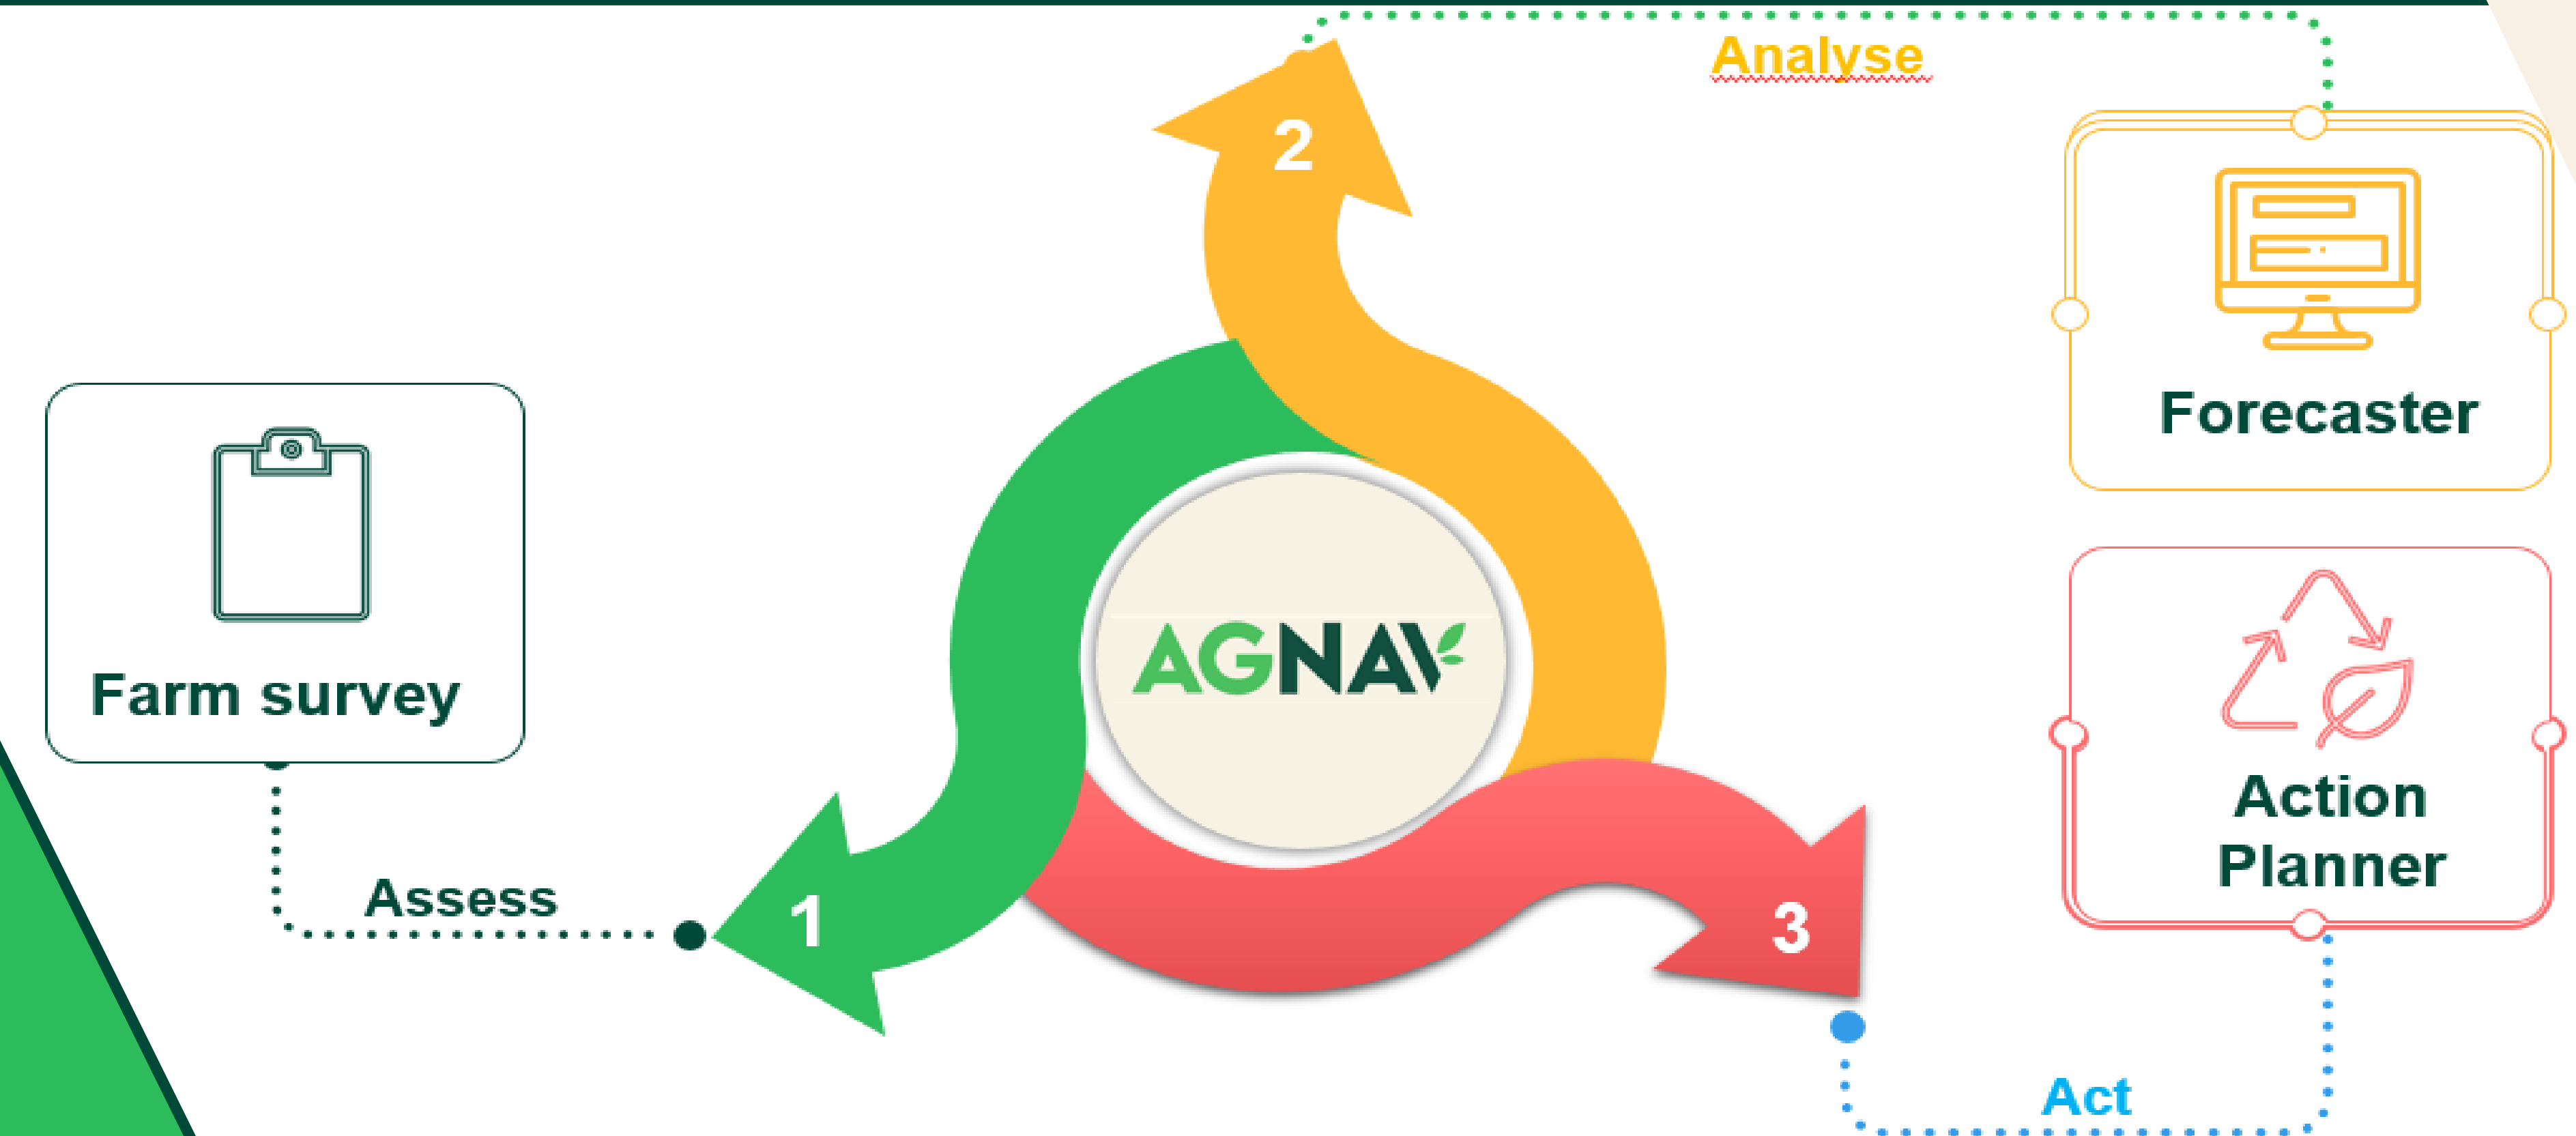 Analyse
2
Forecaster
Farm survey
AGNAV
Assess
1
3
Action
Planner
Act